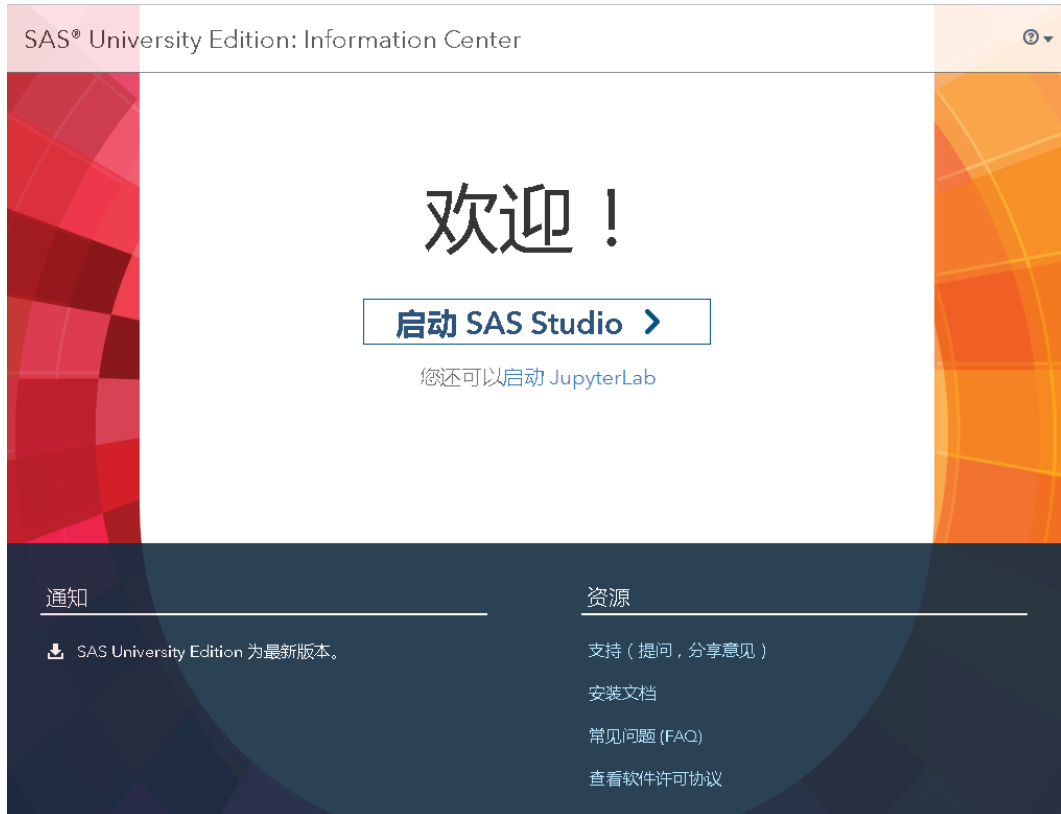 SAS® University Edition: Information Center
欢迎！
启动 SAS Studio
您还可以启动 JupyterLab
通知
SAS University Edition 为最新版本。
资源
支持（提问，分享意见）
安装文档
常见问题 (FAQ)
查看软件许可协议